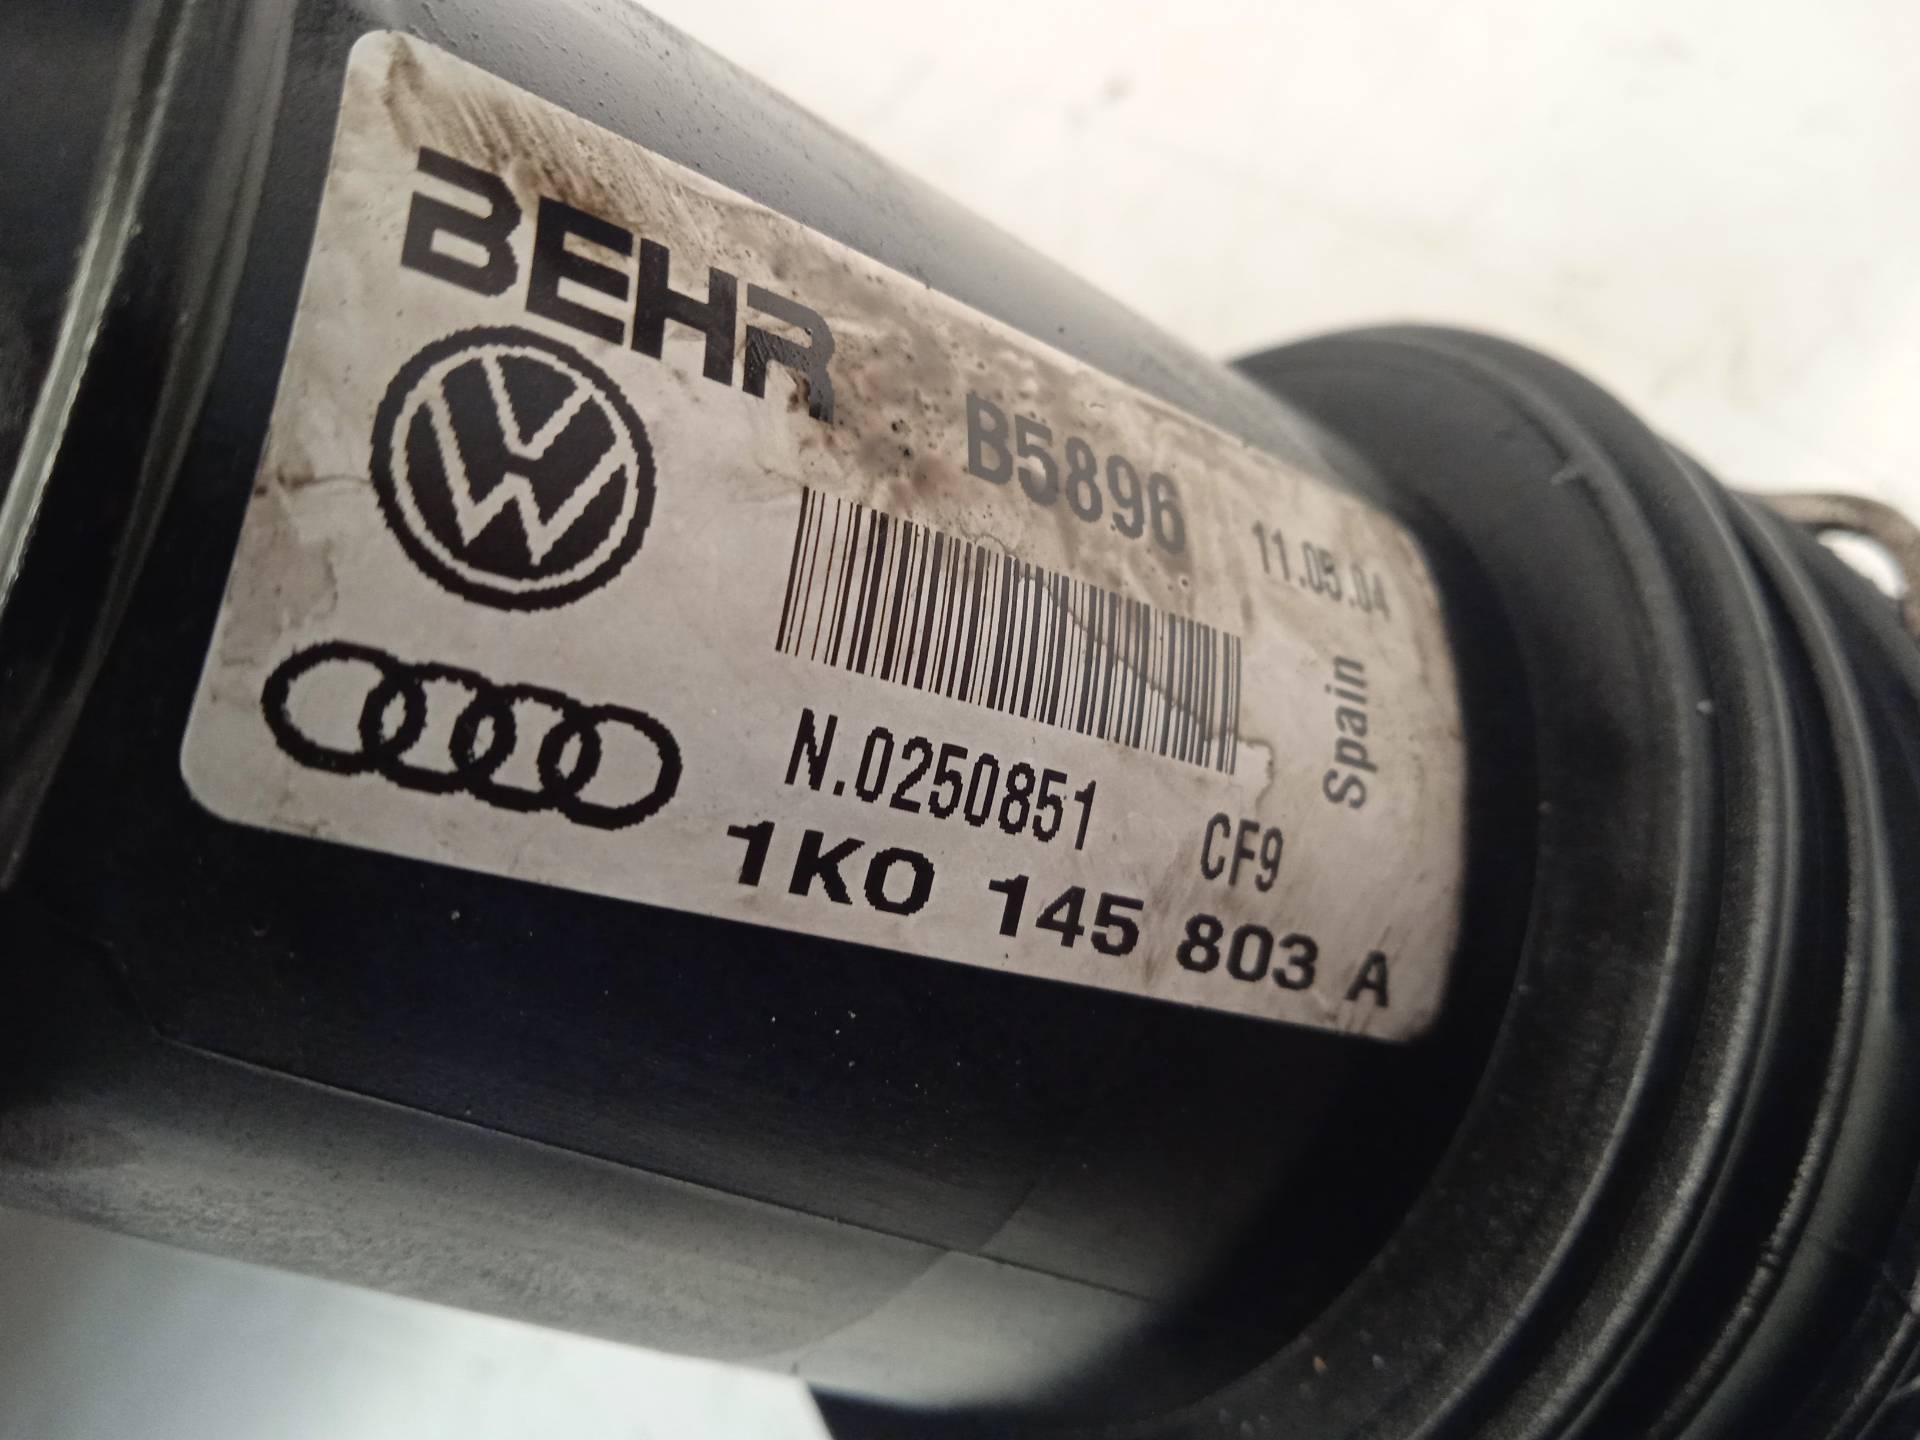 BEHR
B5896
11.05.04
Spain
N.0250851
CF9
1K0 145 803 A